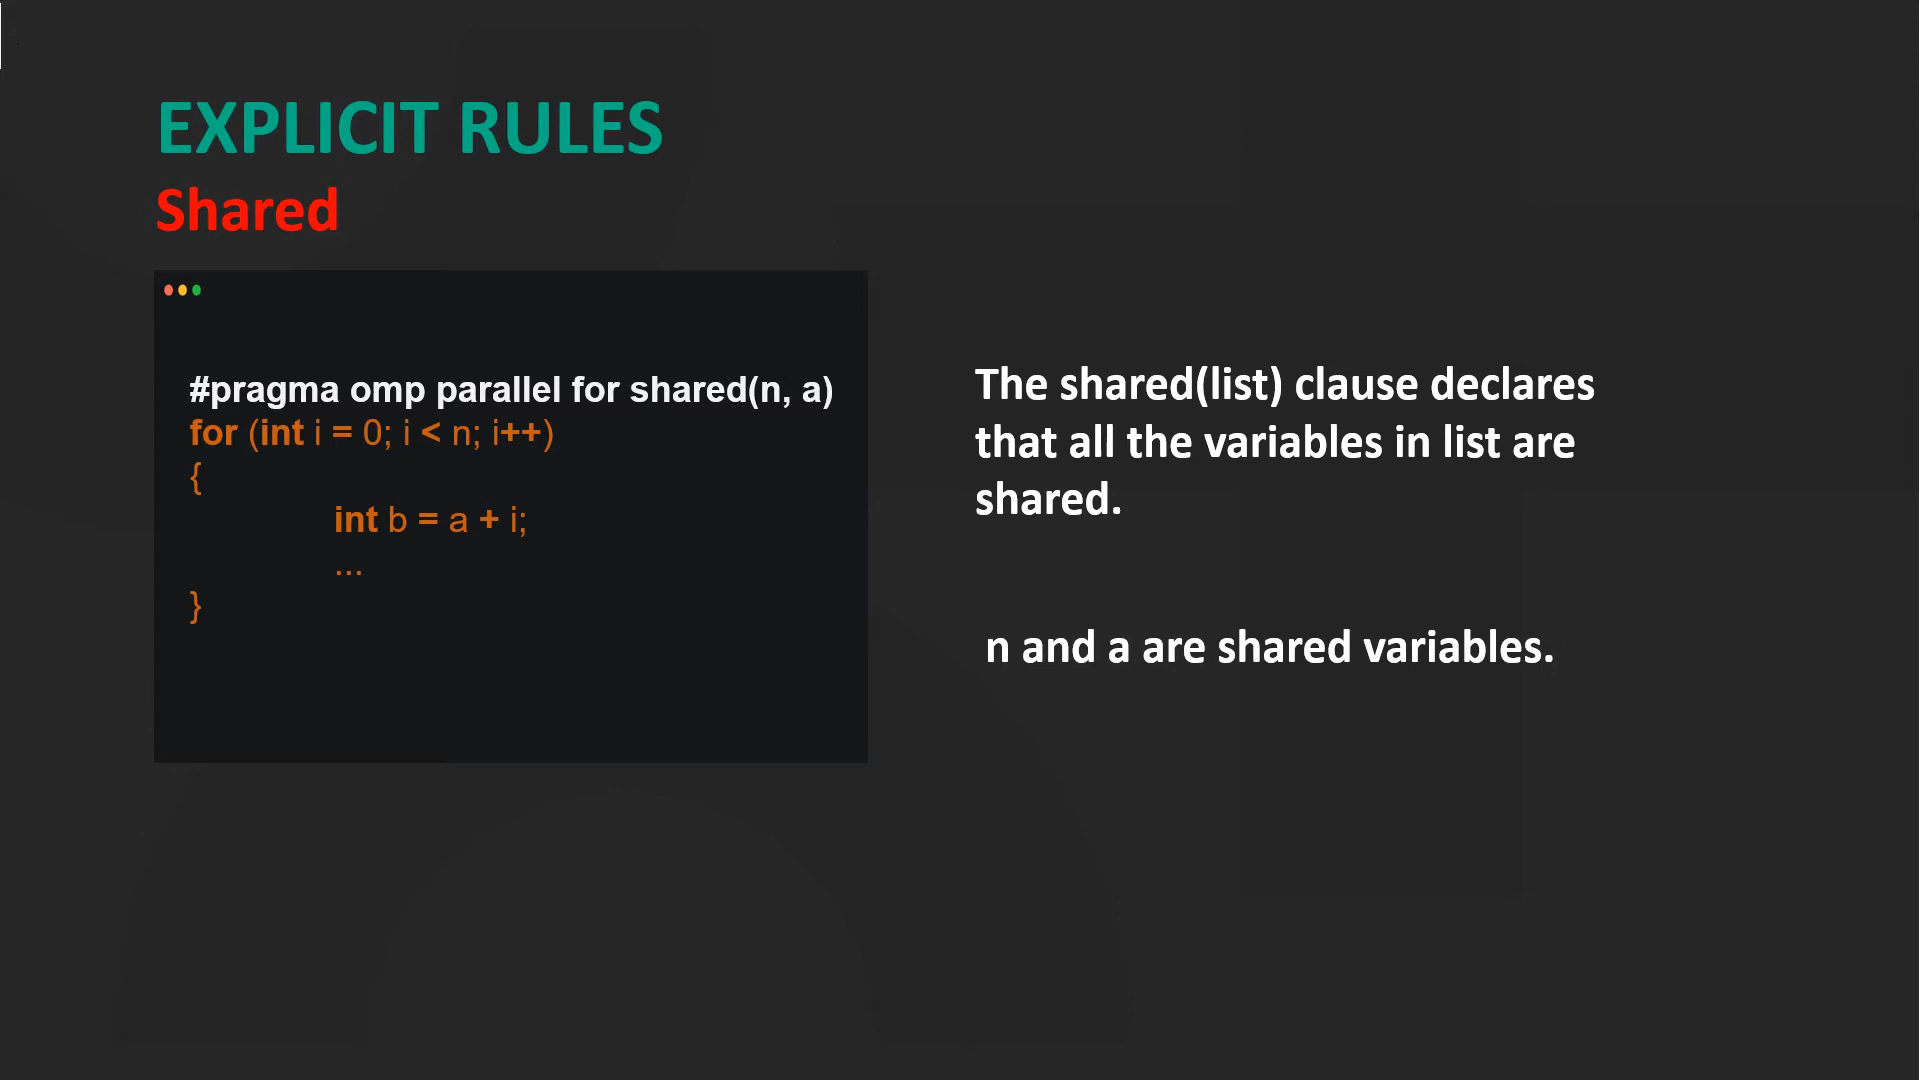 EXPLICIT RULES
Shared
#pragma omp parallel for shared(n, a)
for (int i = 0; i < n; i++)
{
int b = a + i;
...
}
The shared(list) clause declares
that all the variables in list are
shared.
n and a are shared variables.